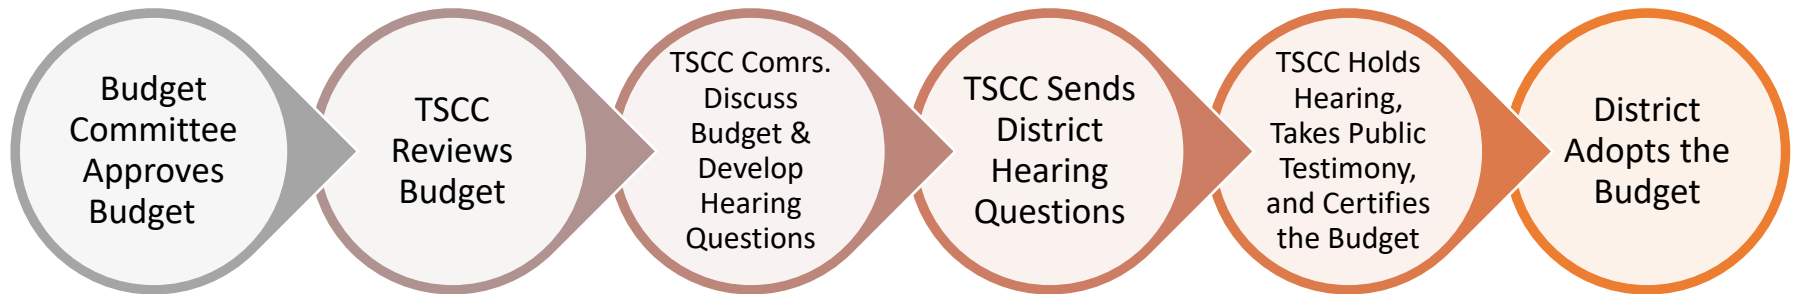 Budget
Committee
Approves
Budget
TSCC
Reviews
Budget
TSCC Comrs.
Discuss
Budget &
Develop
Hearing
Questions
TSCC Sends
District
Hearing
Questions
TSCC Holds
Hearing,
Takes Public
Testimony,
and Certifies
the Budget
District
Adopts the
Budget